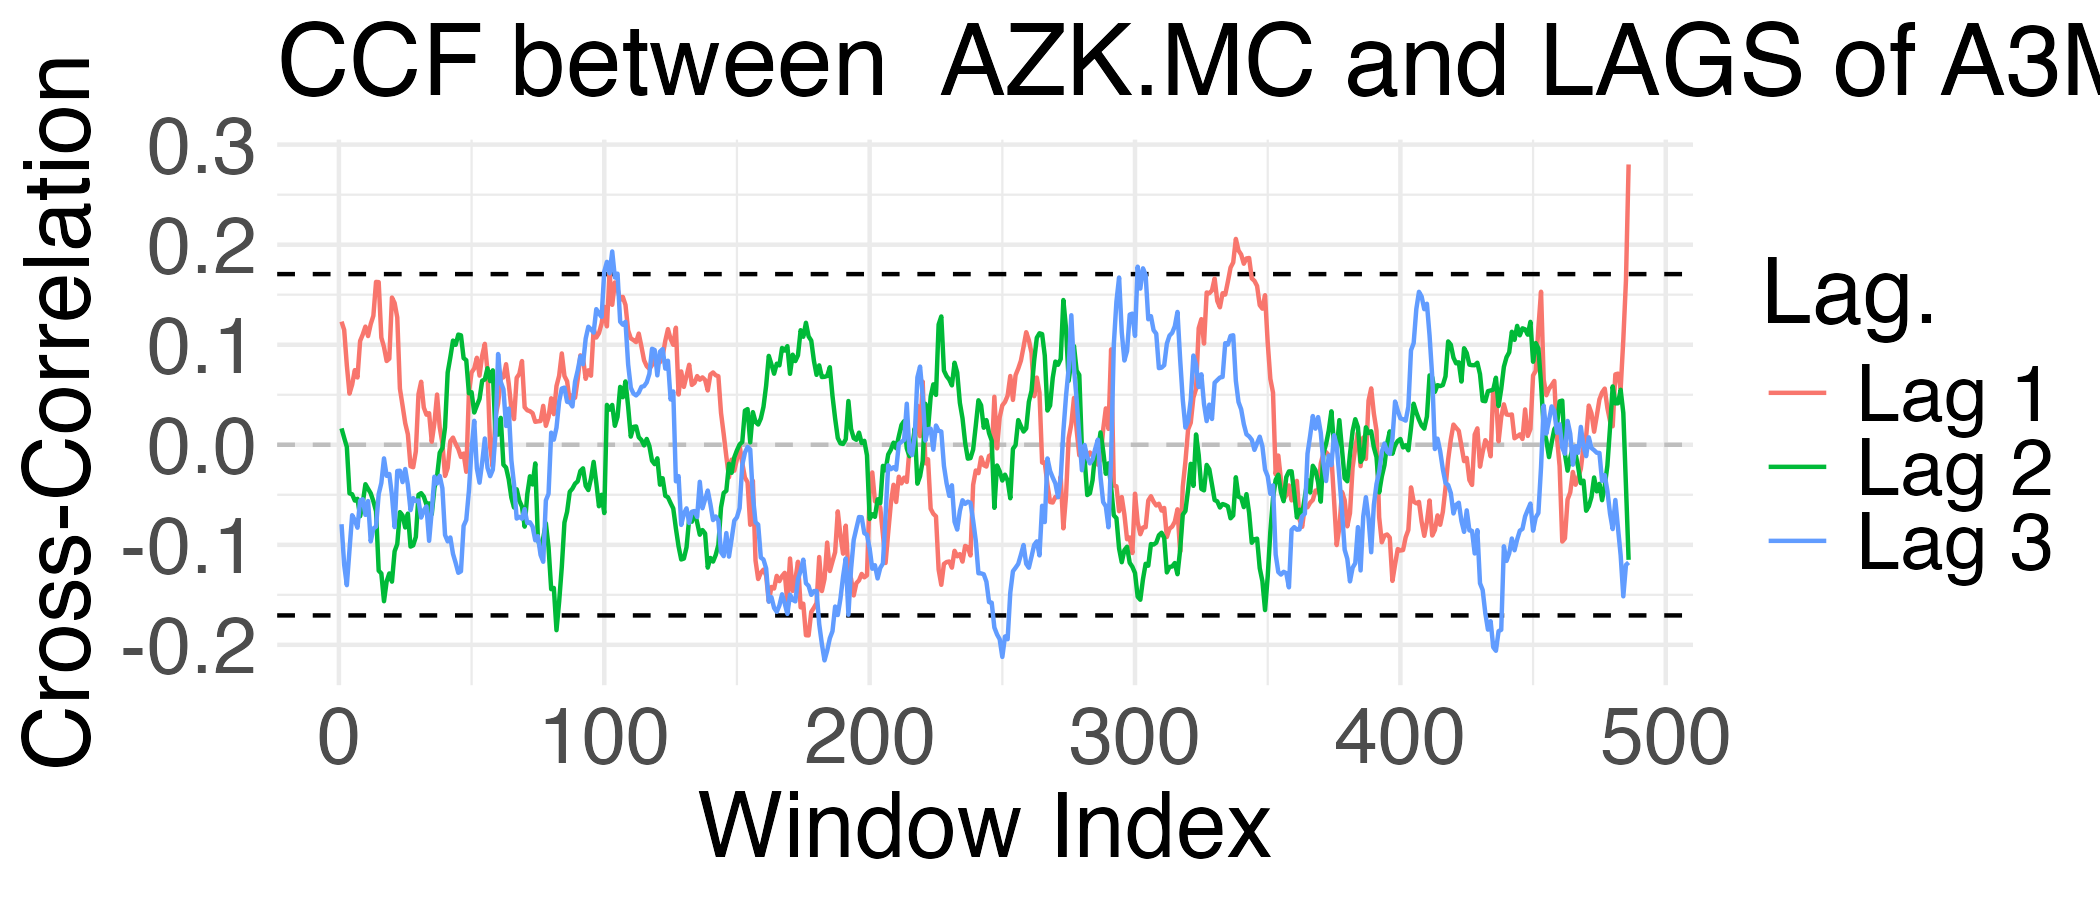 CCF between AZK.MC and LAGS of A3M
Cross-Correlation
0.3
0.2
0.1
0.0
-0.1
-0.2
0
100
200
300
400
500
Window Index
Lag.
Lag 1
Lag 2
Lag 3